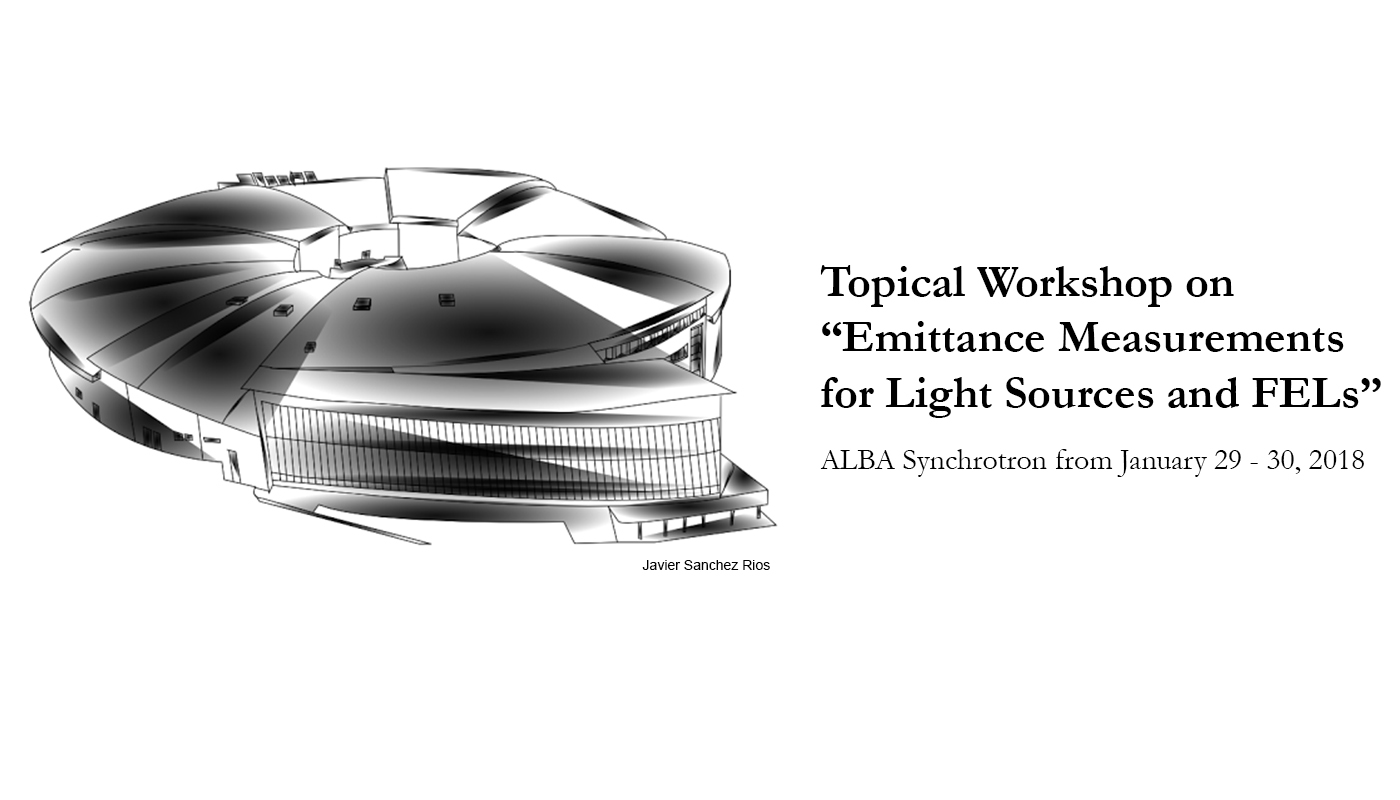 Topical Workshop on
“Emittance Measurements
for Light Sources and FELs”
ALBA Synchrotron from January 29 - 30, 2018
Javier Sanchez Rios